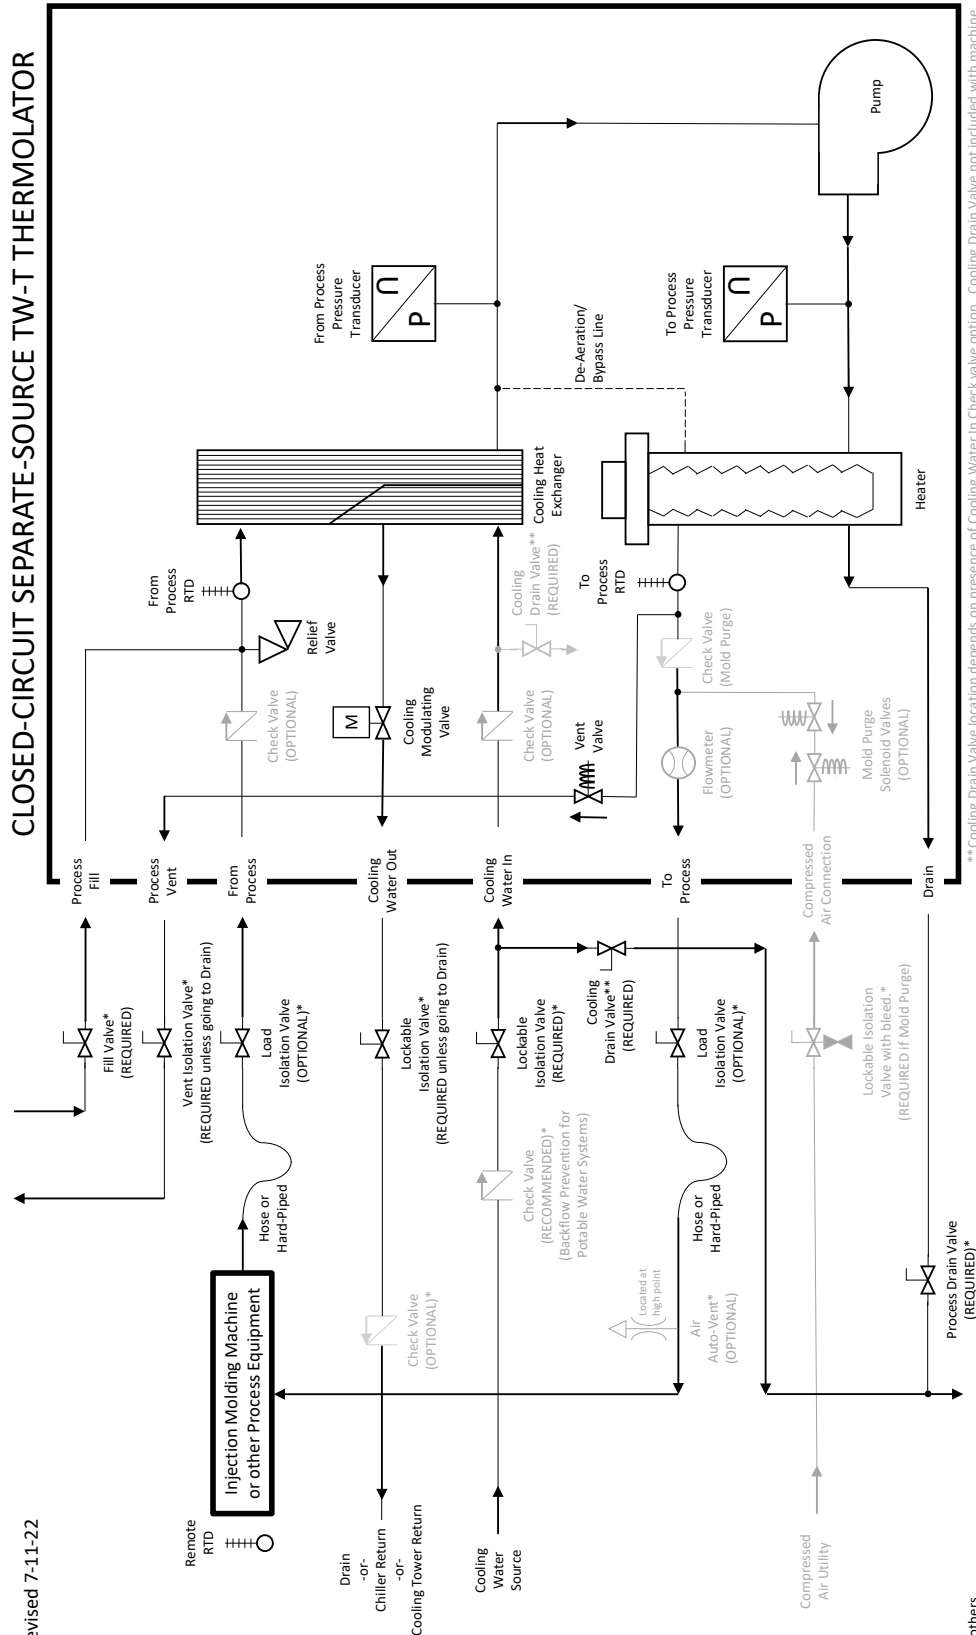 CLOSED-CIRCUIT SEPARATE-SOURCE TW-T THERMOLATOR
evised 7-11-22
Process
Fill
Process
Vent
From
Process
Cooling
Water Out
Cooling
Water In
To
Process
Compressed
Air Connection
Drain
From
Process
RTD
Relief
Valve
Check Valve
(OPTIONAL)
M
Cooling
Modulating
Valve
Check Valve
(OPTIONAL)
Vent
Valve
Cooling
Drain Valve**
(REQUIRED)
Cooling Heat
Exchanger
From Process
Pressure
Transducer
P
U
De-Aeration/
Bypass Line
To Process
Pressure
Transducer
P
U
Pump
Heater
To
Process
RTD
Check Valve
(Mold Purge)
Flowmeter
(OPTIONAL)
Mold Purge
Solenoid Valves
(OPTIONAL)
Fill Valve*
(REQUIRED)
Vent Isolation Valve*
(REQUIRED unless going to Drain)
Load
Isolation Valve
(OPTIONAL)*
Lockable
Isolation Valve*
(REQUIRED unless going to Drain)
Lockable
Isolation Valve
(REQUIRED)*
Cooling
Drain Valve**
(REQUIRED)
Load
Isolation Valve
(OPTIONAL)*
Lockable Isolation
Valve with bleed.*
(REQUIRED if Mold Purge)
Hose or
Hard-Piped
Check Valve
(RECOMMENDED)*
(Backflow Prevention for
Potable Water Systems)
Hose or
Hard-Piped
Injection Molding Machine
or other Process Equipment
Check Valve
(OPTIONAL)*
Located at
high point
Air
Auto-Vent*
(OPTIONAL)
Process Drain Valve
(REQUIRED)*
Remote
RTD
Drain
-or-
Chiller Return
-or-
Cooling Tower Return
Cooling
Water
Source
Compressed
Air Utility
others
**Cooling Drain Valve location depends on presence of Cooling Water In Check valve option. Cooling Drain Valve not included with machine